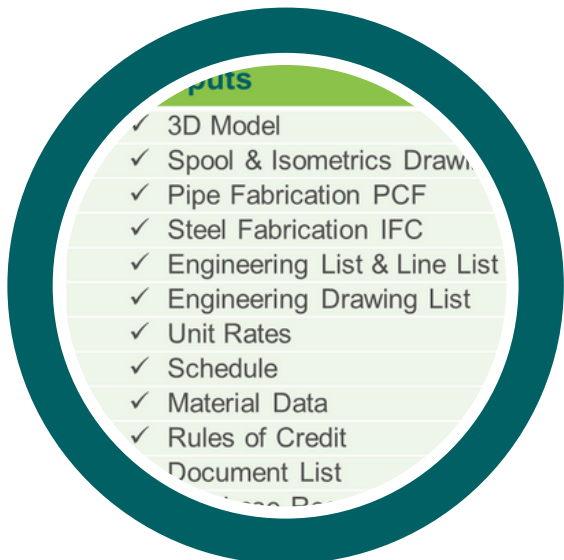 puts
✓ 3D Model
✓ Spool & Isometrics
✓ Pipe Fabrication PCF
✓ Steel Fabrication IFC
✓ Engineering List & Line List
✓ Engineering Drawing List
✓ Unit Rates
✓ Schedule
✓ Material Data
✓ Rules of Credit
Document List